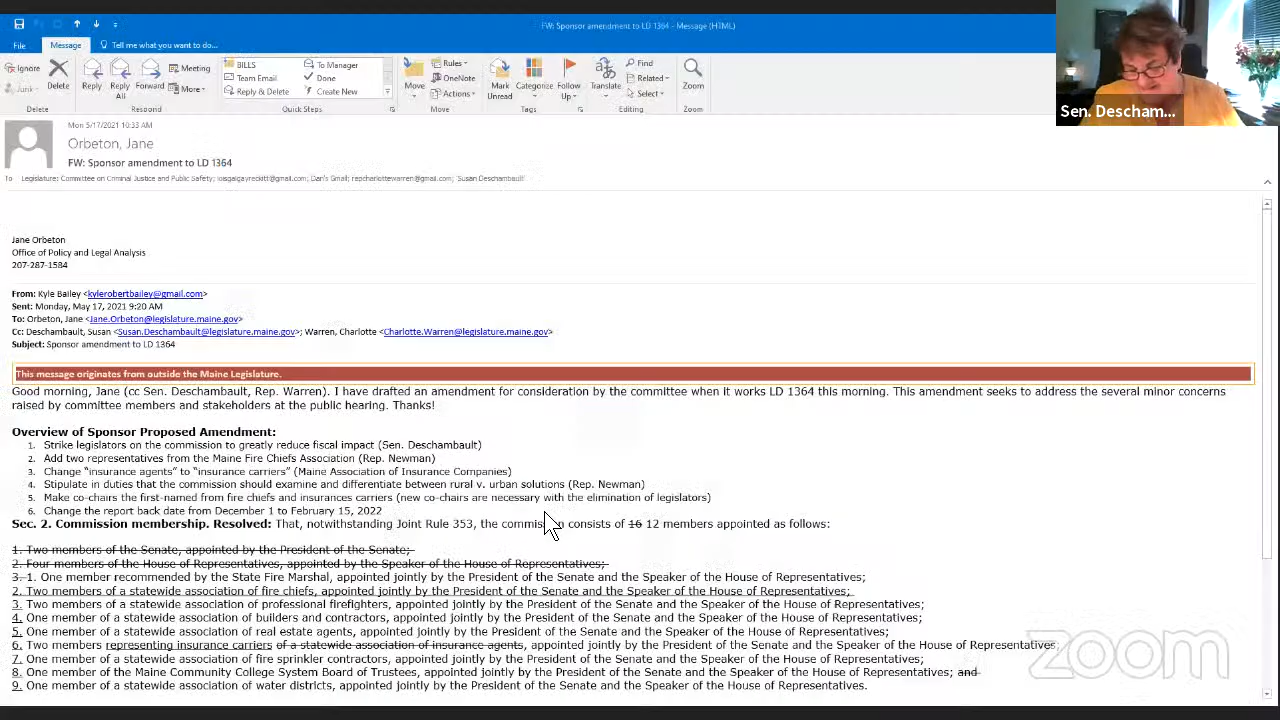 FW: Sponsor amendment to LD 1364 - Message (HTML)
File Message Tell me what you want to do...
Ignore Delete Reply Reply All Forward Meeting More Junk
BILLS To Manager
Team Email Done
Reply & Delete Create New
Move Rules OneNote Actions
Mark Unread Categorize Follow Up
Translate Find Related Select
Zoom
Delete Respond Quick Steps Move Tags Editing Zoom
Sen. Descham...
Mon 5/17/2021 10:33 AM
Orbeton, Jane
FW: Sponsor amendment to LD 1364
To Legislature: Committee on Criminal Justice and Public Safety; loisgalgayreckitt@gmail.com; Dan's Gmail; repcharlottewarren@gmail.com; 'Susan Deschambault'
Jane Orbeton
Office of Policy and Legal Analysis
207-287-1584
From: Kyle Bailey <kylerobertbailey@gmail.com>
Sent: Monday, May 17, 2021 9:20 AM
To: Orbeton, Jane <Jane.Orbeton@legislature.maine.gov>
Cc: Deschambault, Susan <Susan.Deschambault@legislature.maine.gov>; Warren, Charlotte <Charlotte.Warren@legislature.maine.gov>
Subject: Sponsor amendment to LD 1364
This message originates from outside the Maine Legislature.
Good morning, Jane (cc Sen. Deschambault, Rep. Warren). I have drafted an amendment for consideration by the committee when it works LD 1364 this morning. This amendment seeks to address the several minor concerns
raised by committee members and stakeholders at the public hearing. Thanks!
Overview of Sponsor Proposed Amendment:
1. Strike legislators on the commission to greatly reduce fiscal impact (Sen. Deschambault)
2. Add two representatives from the Maine Fire Chiefs Association (Rep. Newman)
3. Change “insurance agents” to “insurance carriers” (Maine Association of Insurance Companies)
4. Stipulate in duties that the commission should examine and differentiate between rural v. urban solutions (Rep. Newman)
5. Make co-chairs the first-named from fire chiefs and insurances carriers (new co-chairs are necessary with the elimination of legislators)
6. Change the report back date from December 1 to February 15, 2022
Sec. 2. Commission membership. Resolved: That, notwithstanding Joint Rule 353, the commission consists of 16 12 members appointed as follows:
1. Two members of the Senate, appointed by the President of the Senate;
2. Four members of the House of Representatives, appointed by the Speaker of the House of Representatives;
3. 1. One member recommended by the State Fire Marshal, appointed jointly by the President of the Senate and the Speaker of the House of Representatives;
2. Two members of a statewide association of fire chiefs, appointed jointly by the President of the Senate and the Speaker of the House of Representatives;
3. Two members of a statewide association of professional firefighters, appointed jointly by the President of the Senate and the Speaker of the House of Representatives;
4. One member of a statewide association of builders and contractors, appointed jointly by the President of the Senate and the Speaker of the House of Representatives;
5. One member of a statewide association of real estate agents, appointed jointly by the President of the Senate and the Speaker of the House of Representatives;
6. Two members representing insurance carriers of a statewide association of insurance agents, appointed jointly by the President of the Senate and the Speaker of the House of Representatives;
7. One member of a statewide association of fire sprinkler contractors, appointed jointly by the President of the Senate and the Speaker of the House of Representatives;
8. One member of the Maine Community College System Board of Trustees, appointed jointly by the President of the Senate and the Speaker of the House of Representatives; and
9. One member of a statewide association of water districts, appointed jointly by the President of the Senate and the Speaker of the House of Representatives.
zoom